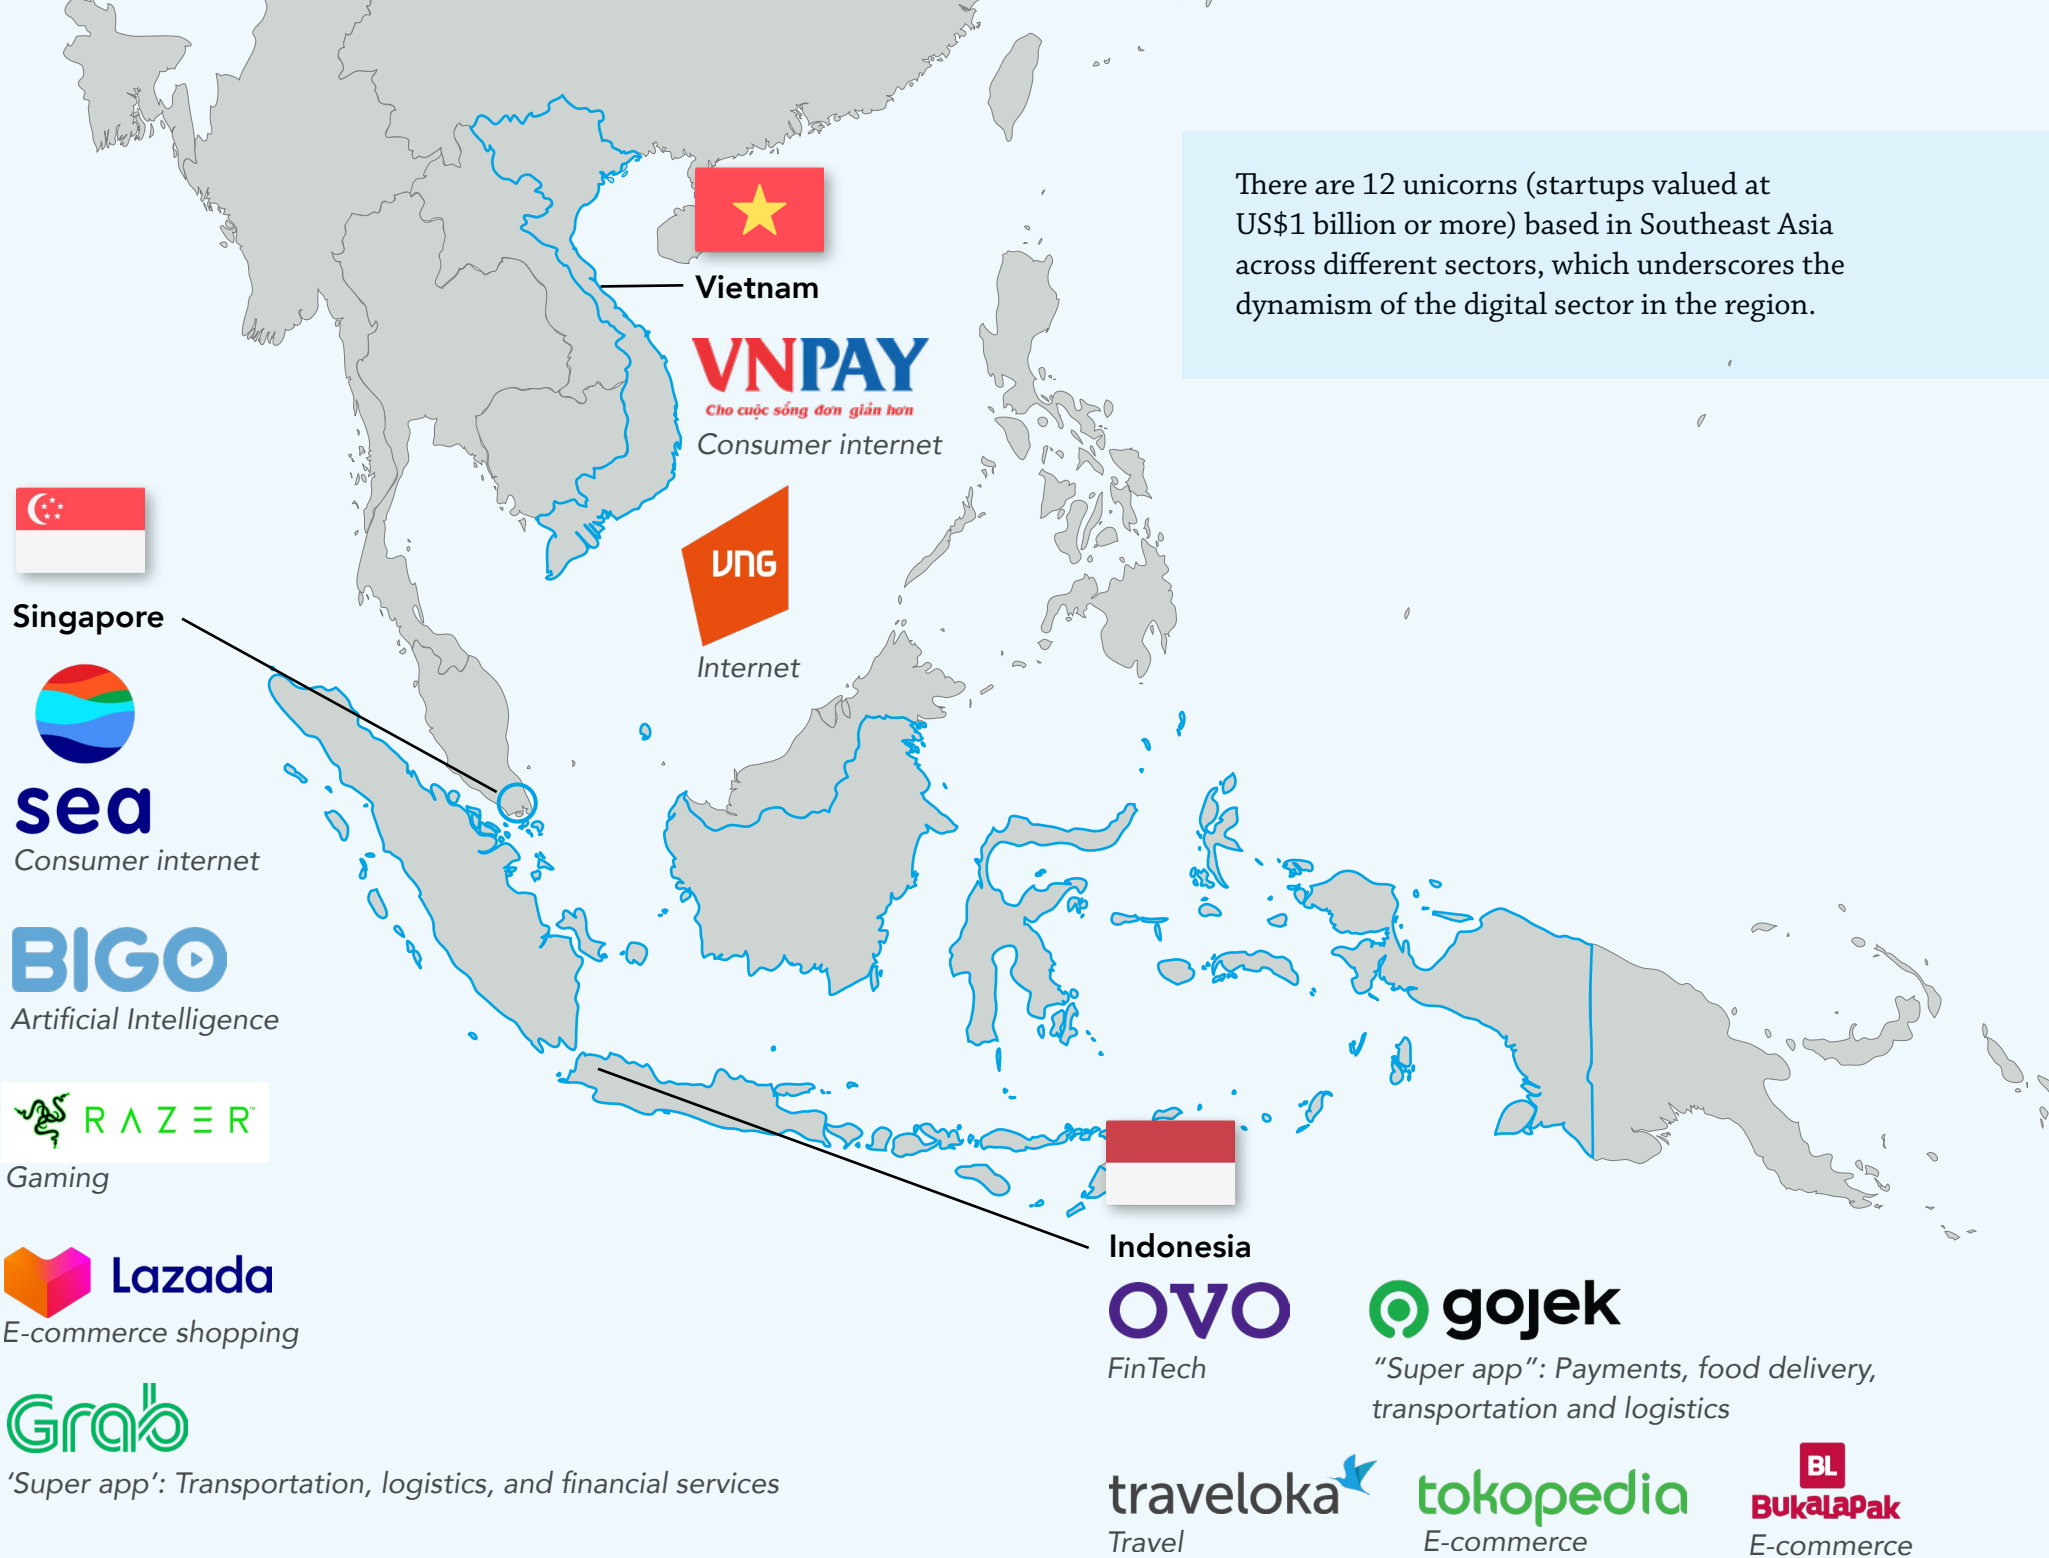 There are 12 unicorns (startups valued at
US$1 billion or more) based in Southeast Asia
across different sectors, which underscores the
dynamism of the digital sector in the region.
Vietnam
VNPAY
Cho cuộc sống đơn giản hơn
Consumer internet
VNG
Internet
Singapore
sea
Consumer internet
BIGO
Artificial Intelligence
RAZER™
Gaming
Lazada
E-commerce shopping
Grab
‘Super app’: Transportation, logistics, and financial services
Indonesia
OVO
FinTech
gojek
“Super app”: Payments, food delivery,
transportation and logistics
traveloka
Travel
tokopedia
E-commerce
BL
BukaLapak
E-commerce